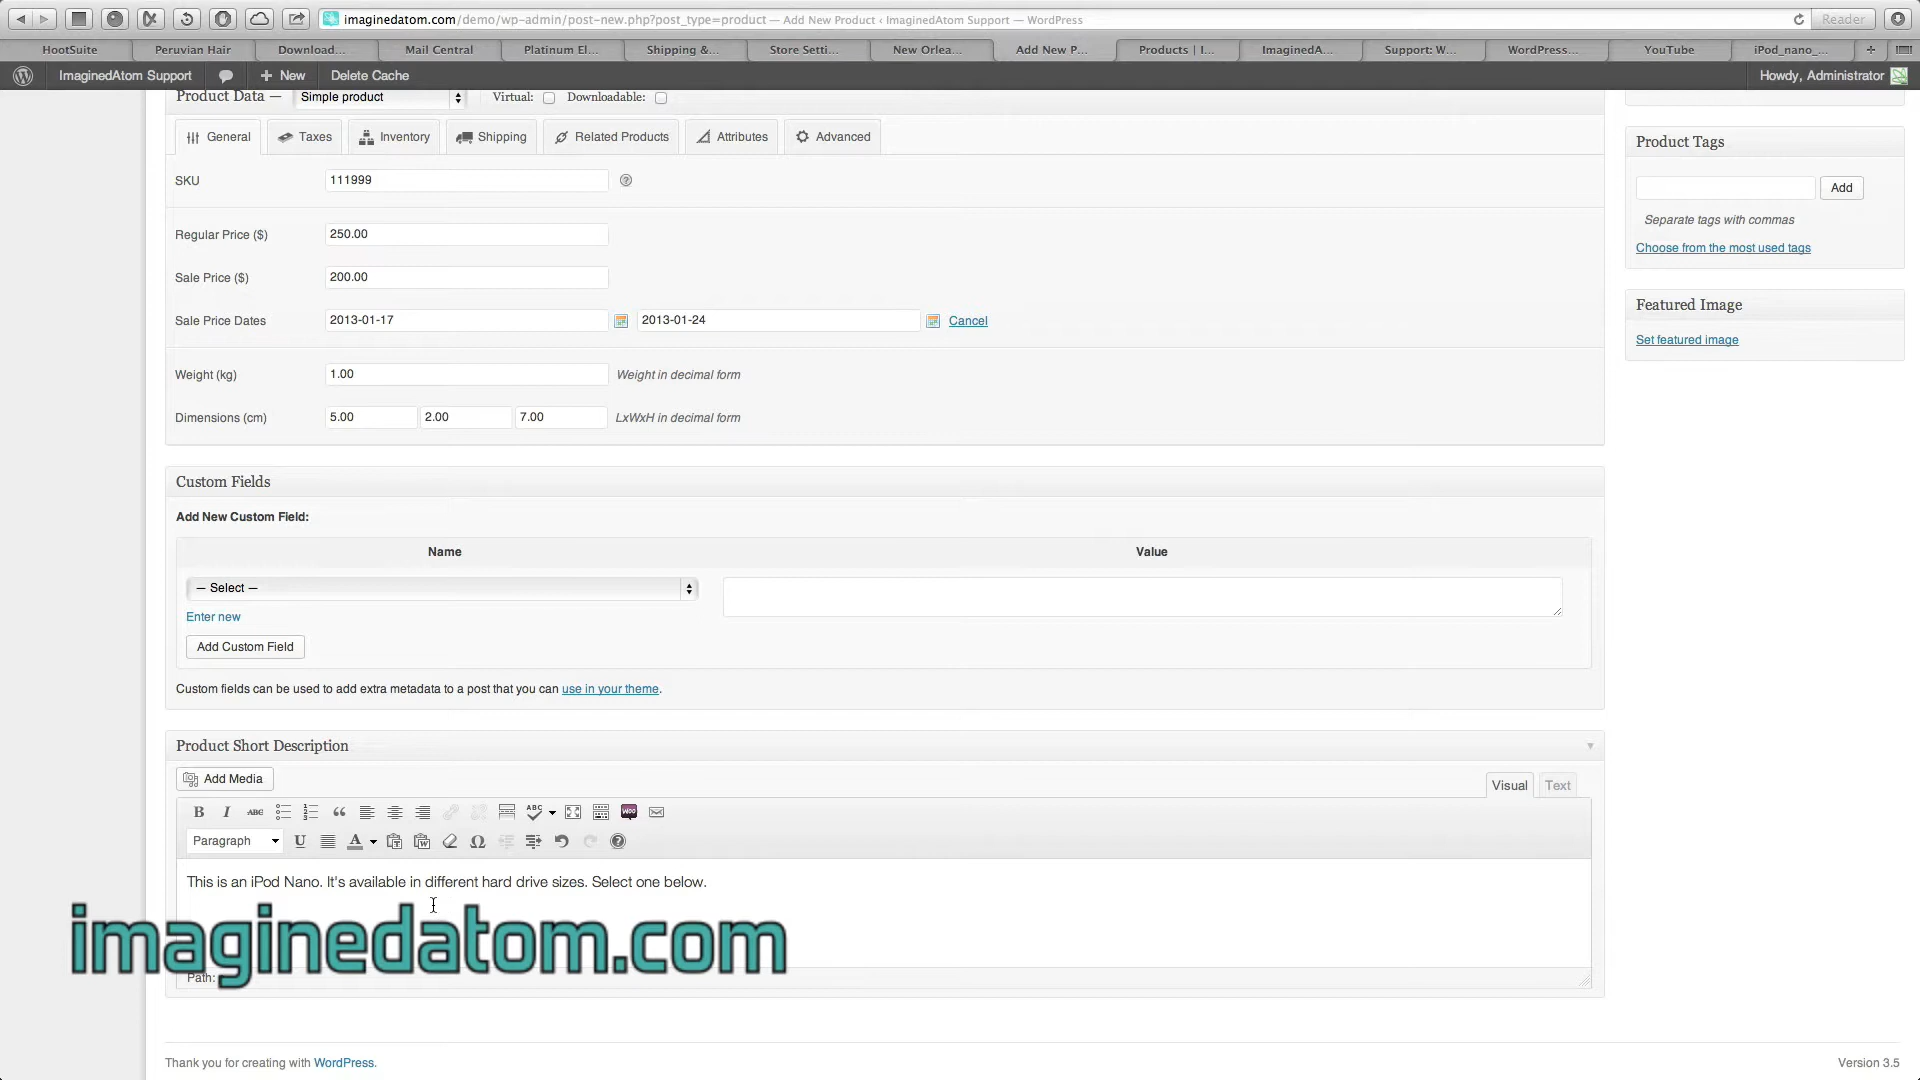 imaginedatom.com/demo/wp-admin/post-new.php?post_type=product — Add New Product ‹ ImaginedAtom Support — WordPress
Reader
HootSuite
Peruvian Hair
Download...
Mail Central
Platinum El...
Shipping &...
Store Setti...
New Orlea...
Add New P...
Products | I...
ImaginedA...
Support: W...
WordPress...
YouTube
iPod_nano_...
ImaginedAtom Support
+ New
Delete Cache
Howdy, Administrator
Product Data —
Simple product
Virtual:
Downloadable:
General
Taxes
Inventory
Shipping
Related Products
Attributes
Advanced
SKU
111999
Regular Price ($)
250.00
Sale Price ($)
200.00
Sale Price Dates
2013-01-17
2013-01-24
Cancel
Weight (kg)
1.00
Weight in decimal form
Dimensions (cm)
5.00
2.00
7.00
LxWxH in decimal form
Product Tags
Add
Separate tags with commas
Choose from the most used tags
Featured Image
Set featured image
Custom Fields
Add New Custom Field:
Name
Value
— Select —
Enter new
Add Custom Field
Custom fields can be used to add extra metadata to a post that you can use in your theme.
Product Short Description
Add Media
Visual
Text
B I ABC
ABC
Paragraph
U
A
Ω
This is an iPod Nano. It's available in different hard drive sizes. Select one below.
imaginedatom.com
Path:
Thank you for creating with WordPress.
Version 3.5